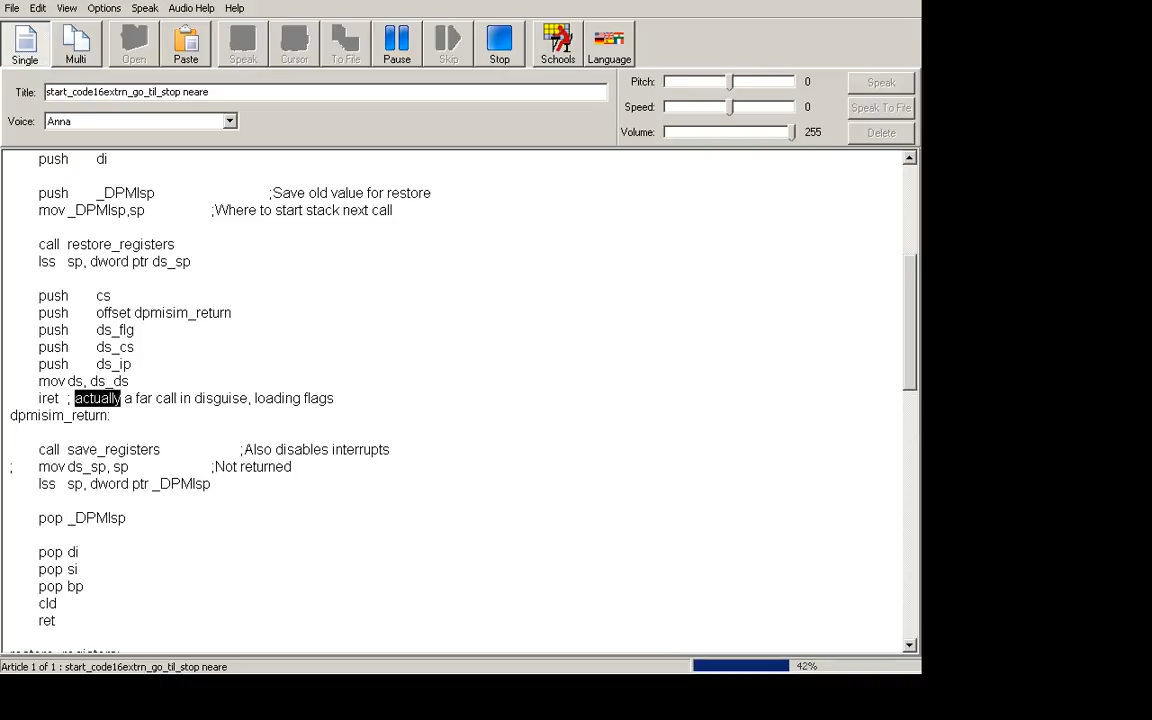 File Edit View Options Speak Audio Help Help
Single Multi Open Paste Speak Cursor To File Pause Skip Stop Schools Language
Title: start_code16extrn_go_til_stop neare
Voice: Anna
Pitch: 0 Speak
Speed: 0 Speak To File
Volume: 255 Delete
push di
push _DPMIsp ;Save old value for restore
mov _DPMIsp,sp ;Where to start stack next call
call restore_registers
lss sp, dword ptr ds_sp
push cs
push offset dpmisim_return
push ds_flg
push ds_cs
push ds_ip
mov ds, ds_ds
iret ; actually a far call in disguise, loading flags
dpmisim_return:
call save_registers ;Also disables interrupts
; mov ds_sp, sp ;Not returned
lss sp, dword ptr _DPMIsp
pop _DPMIsp
pop di
pop si
pop bp
cld
ret
Article 1 of 1 : start_code16extrn_go_til_stop neare 42%